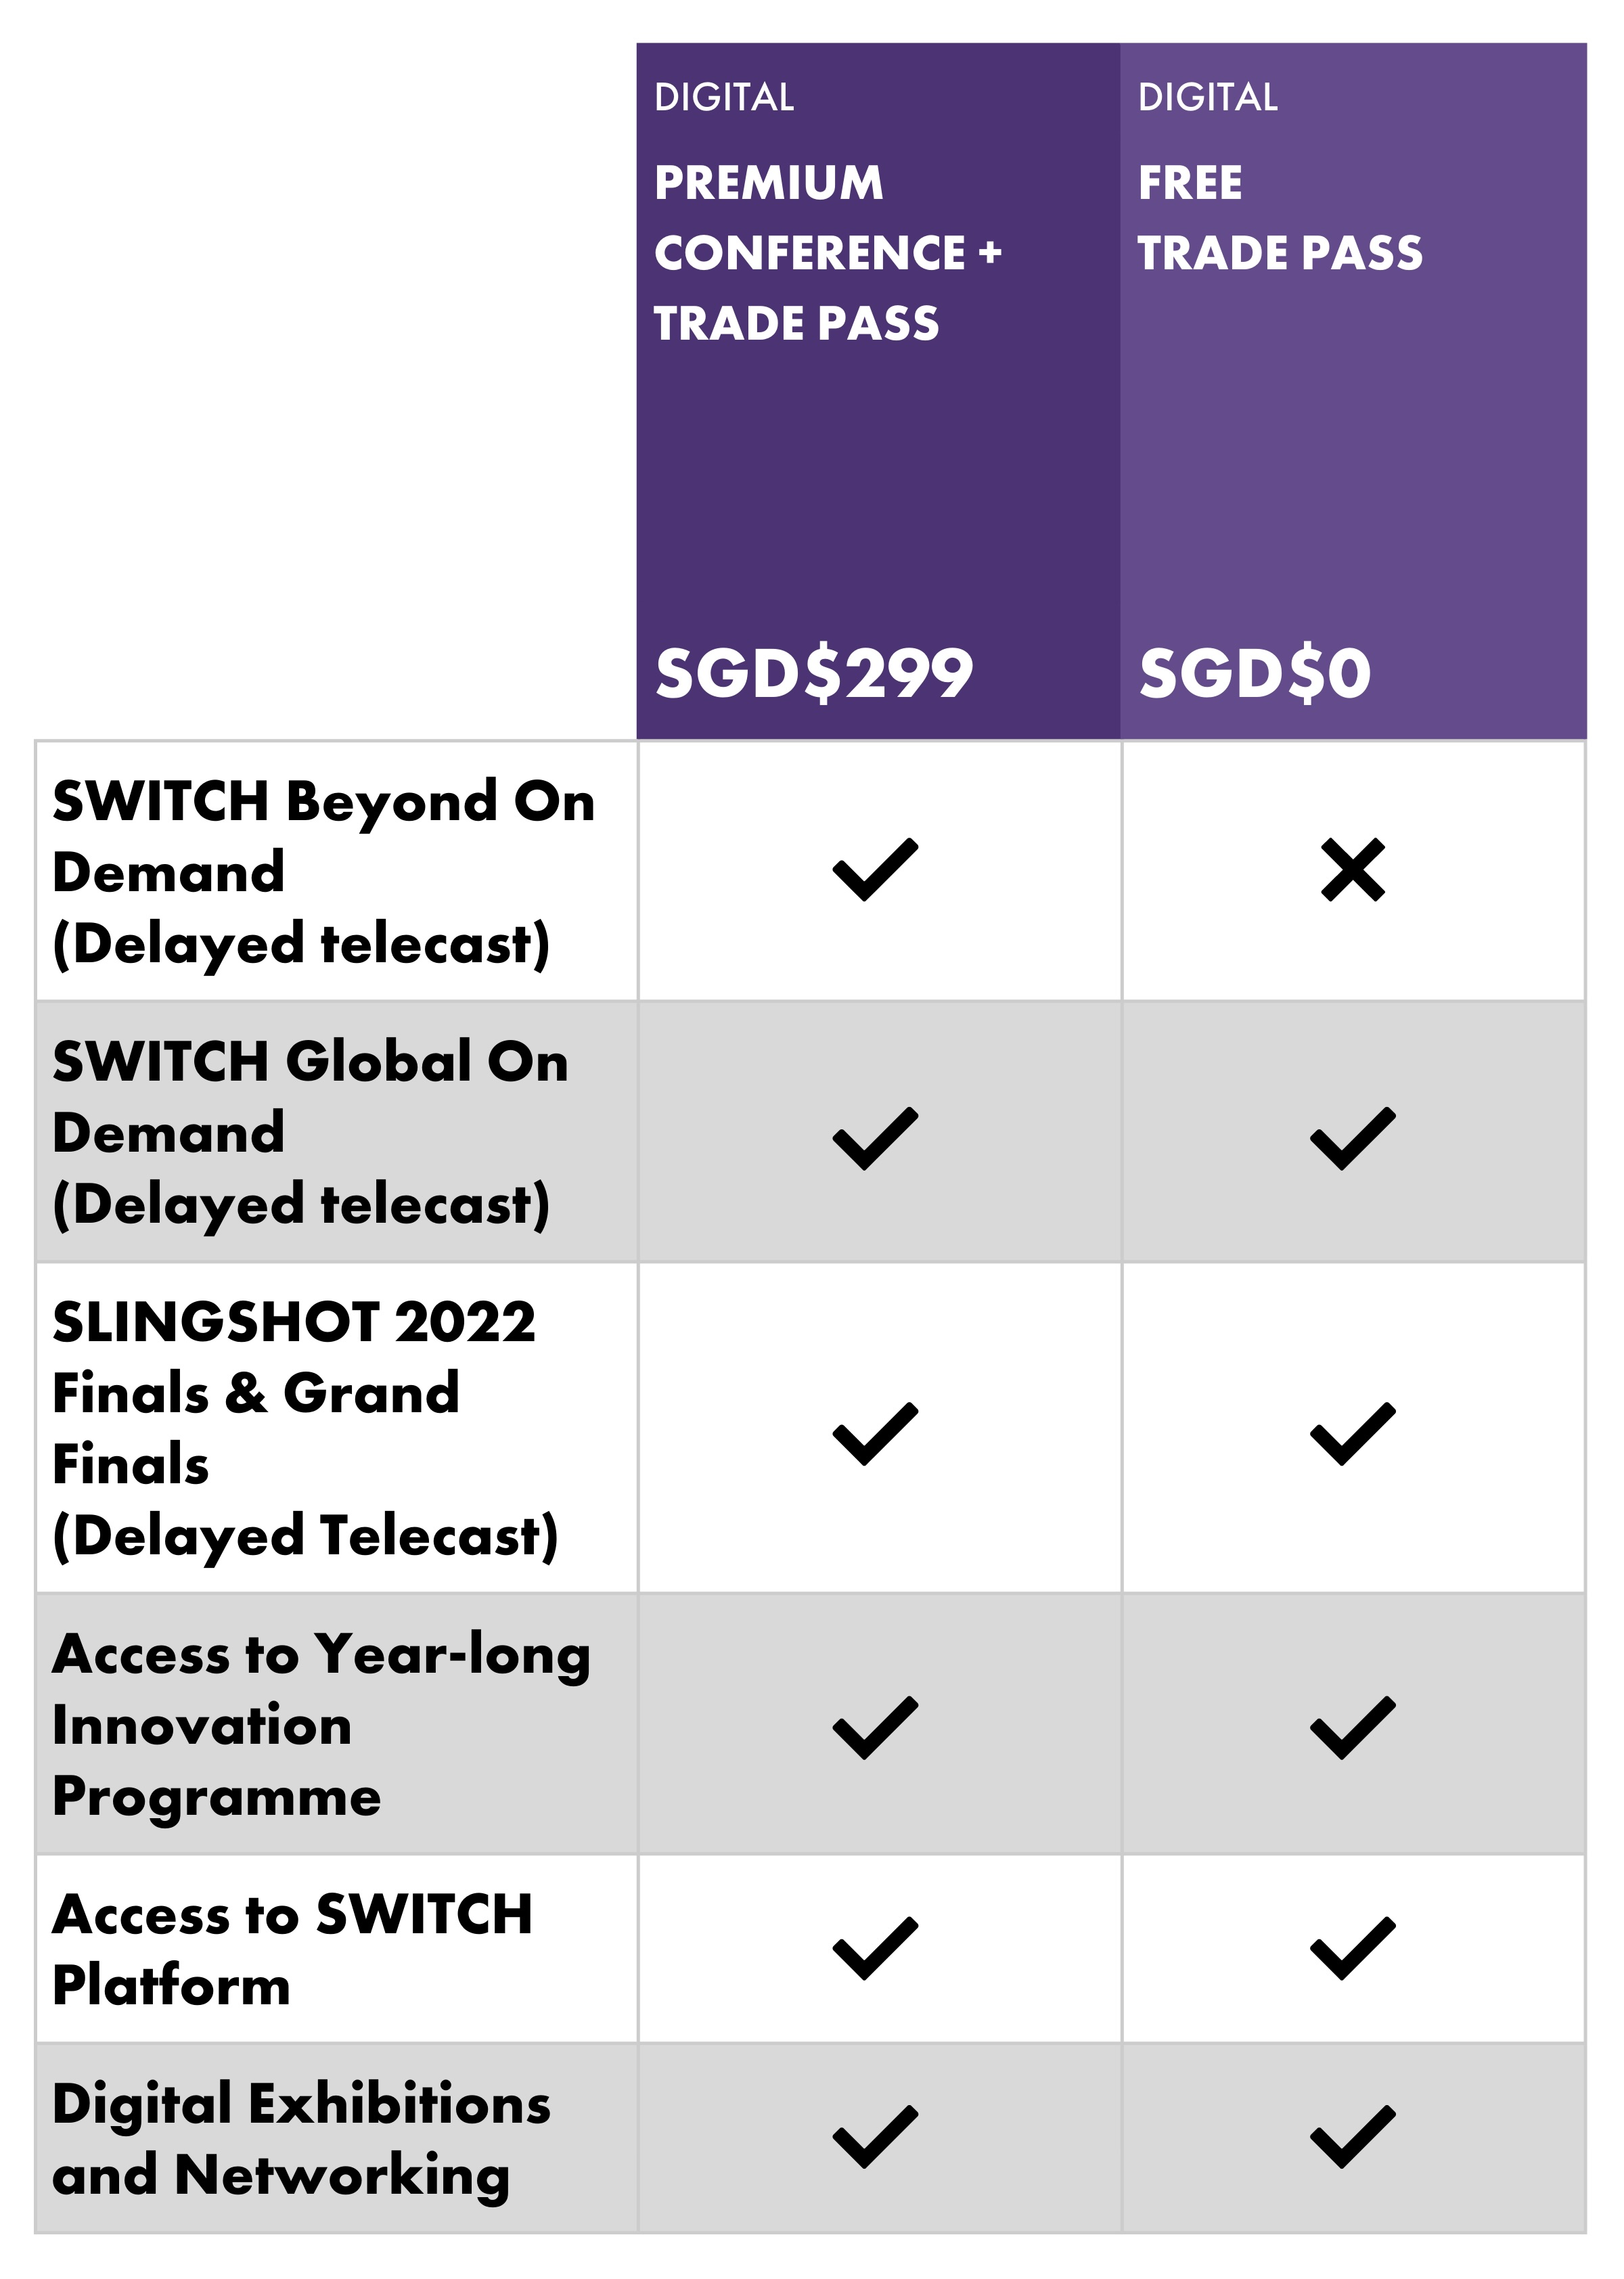 DIGITAL
PREMIUM
CONFERENCE +
TRADE PASS
SGD$299
DIGITAL
FREE
TRADE PASS
SGD$0
SWITCH Beyond On
Demand
(Delayed telecast)
SWITCH Global On
Demand
(Delayed telecast)
SLINGSHOT 2022
Finals & Grand
Finals
(Delayed Telecast)
Access to Year-long
Innovation
Programme
Access to SWITCH
Platform
Digital Exhibitions
and Networking